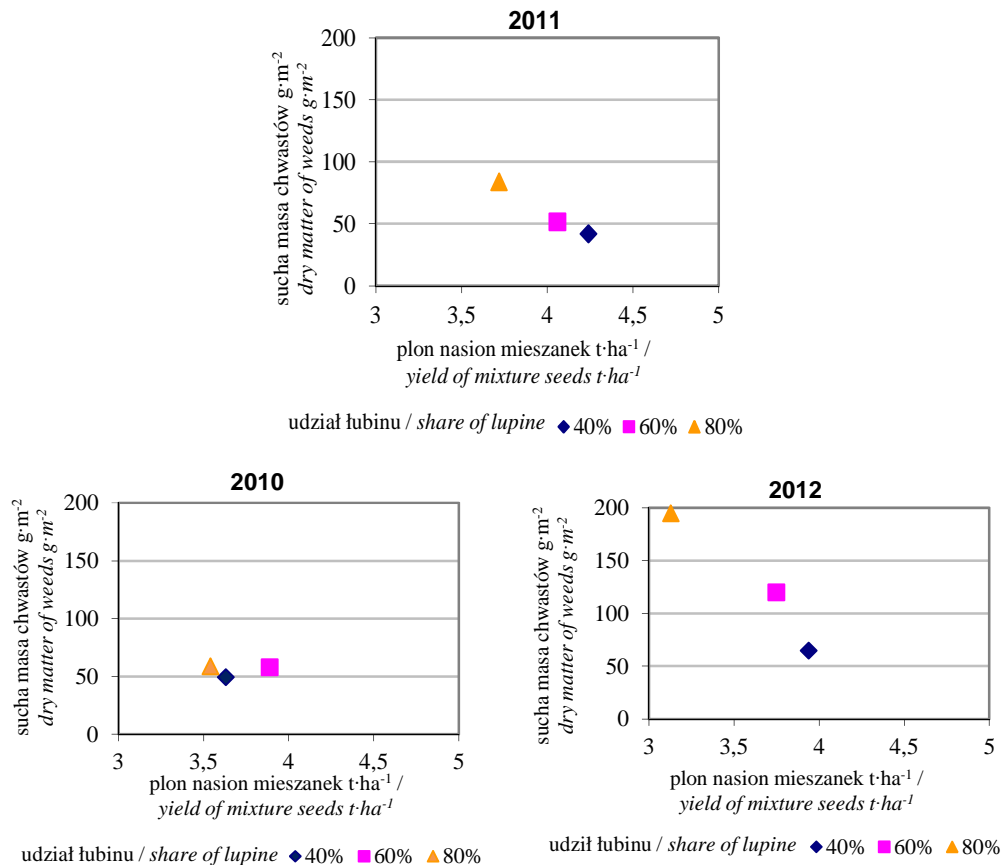 2011
sucha masa chwastów g·m⁻²
dry matter of weeds g·m⁻²
200
150
100
50
0
3 3,5 4 4,5 5
plon nasion mieszanek t·ha⁻¹ /
yield of mixture seeds t·ha⁻¹
udział łubinu / share of lupine 40% 60% 80%
2010
sucha masa chwastów g·m⁻²
dry matter of weeds g·m⁻²
200
150
100
50
0
3 3,5 4 4,5 5
plon nasion mieszanek t·ha⁻¹ /
yield of mixture seeds t·ha⁻¹
udział łubinu / share of lupine 40% 60% 80%
2012
sucha masa chwastów g·m⁻²
dry matter of weeds g·m⁻²
200
150
100
50
0
3 3,5 4 4,5 5
plon nasion mieszanek t·ha⁻¹ /
yield of mixture seeds t·ha⁻¹
udził łubinu / share of lupine 40% 60% 80%